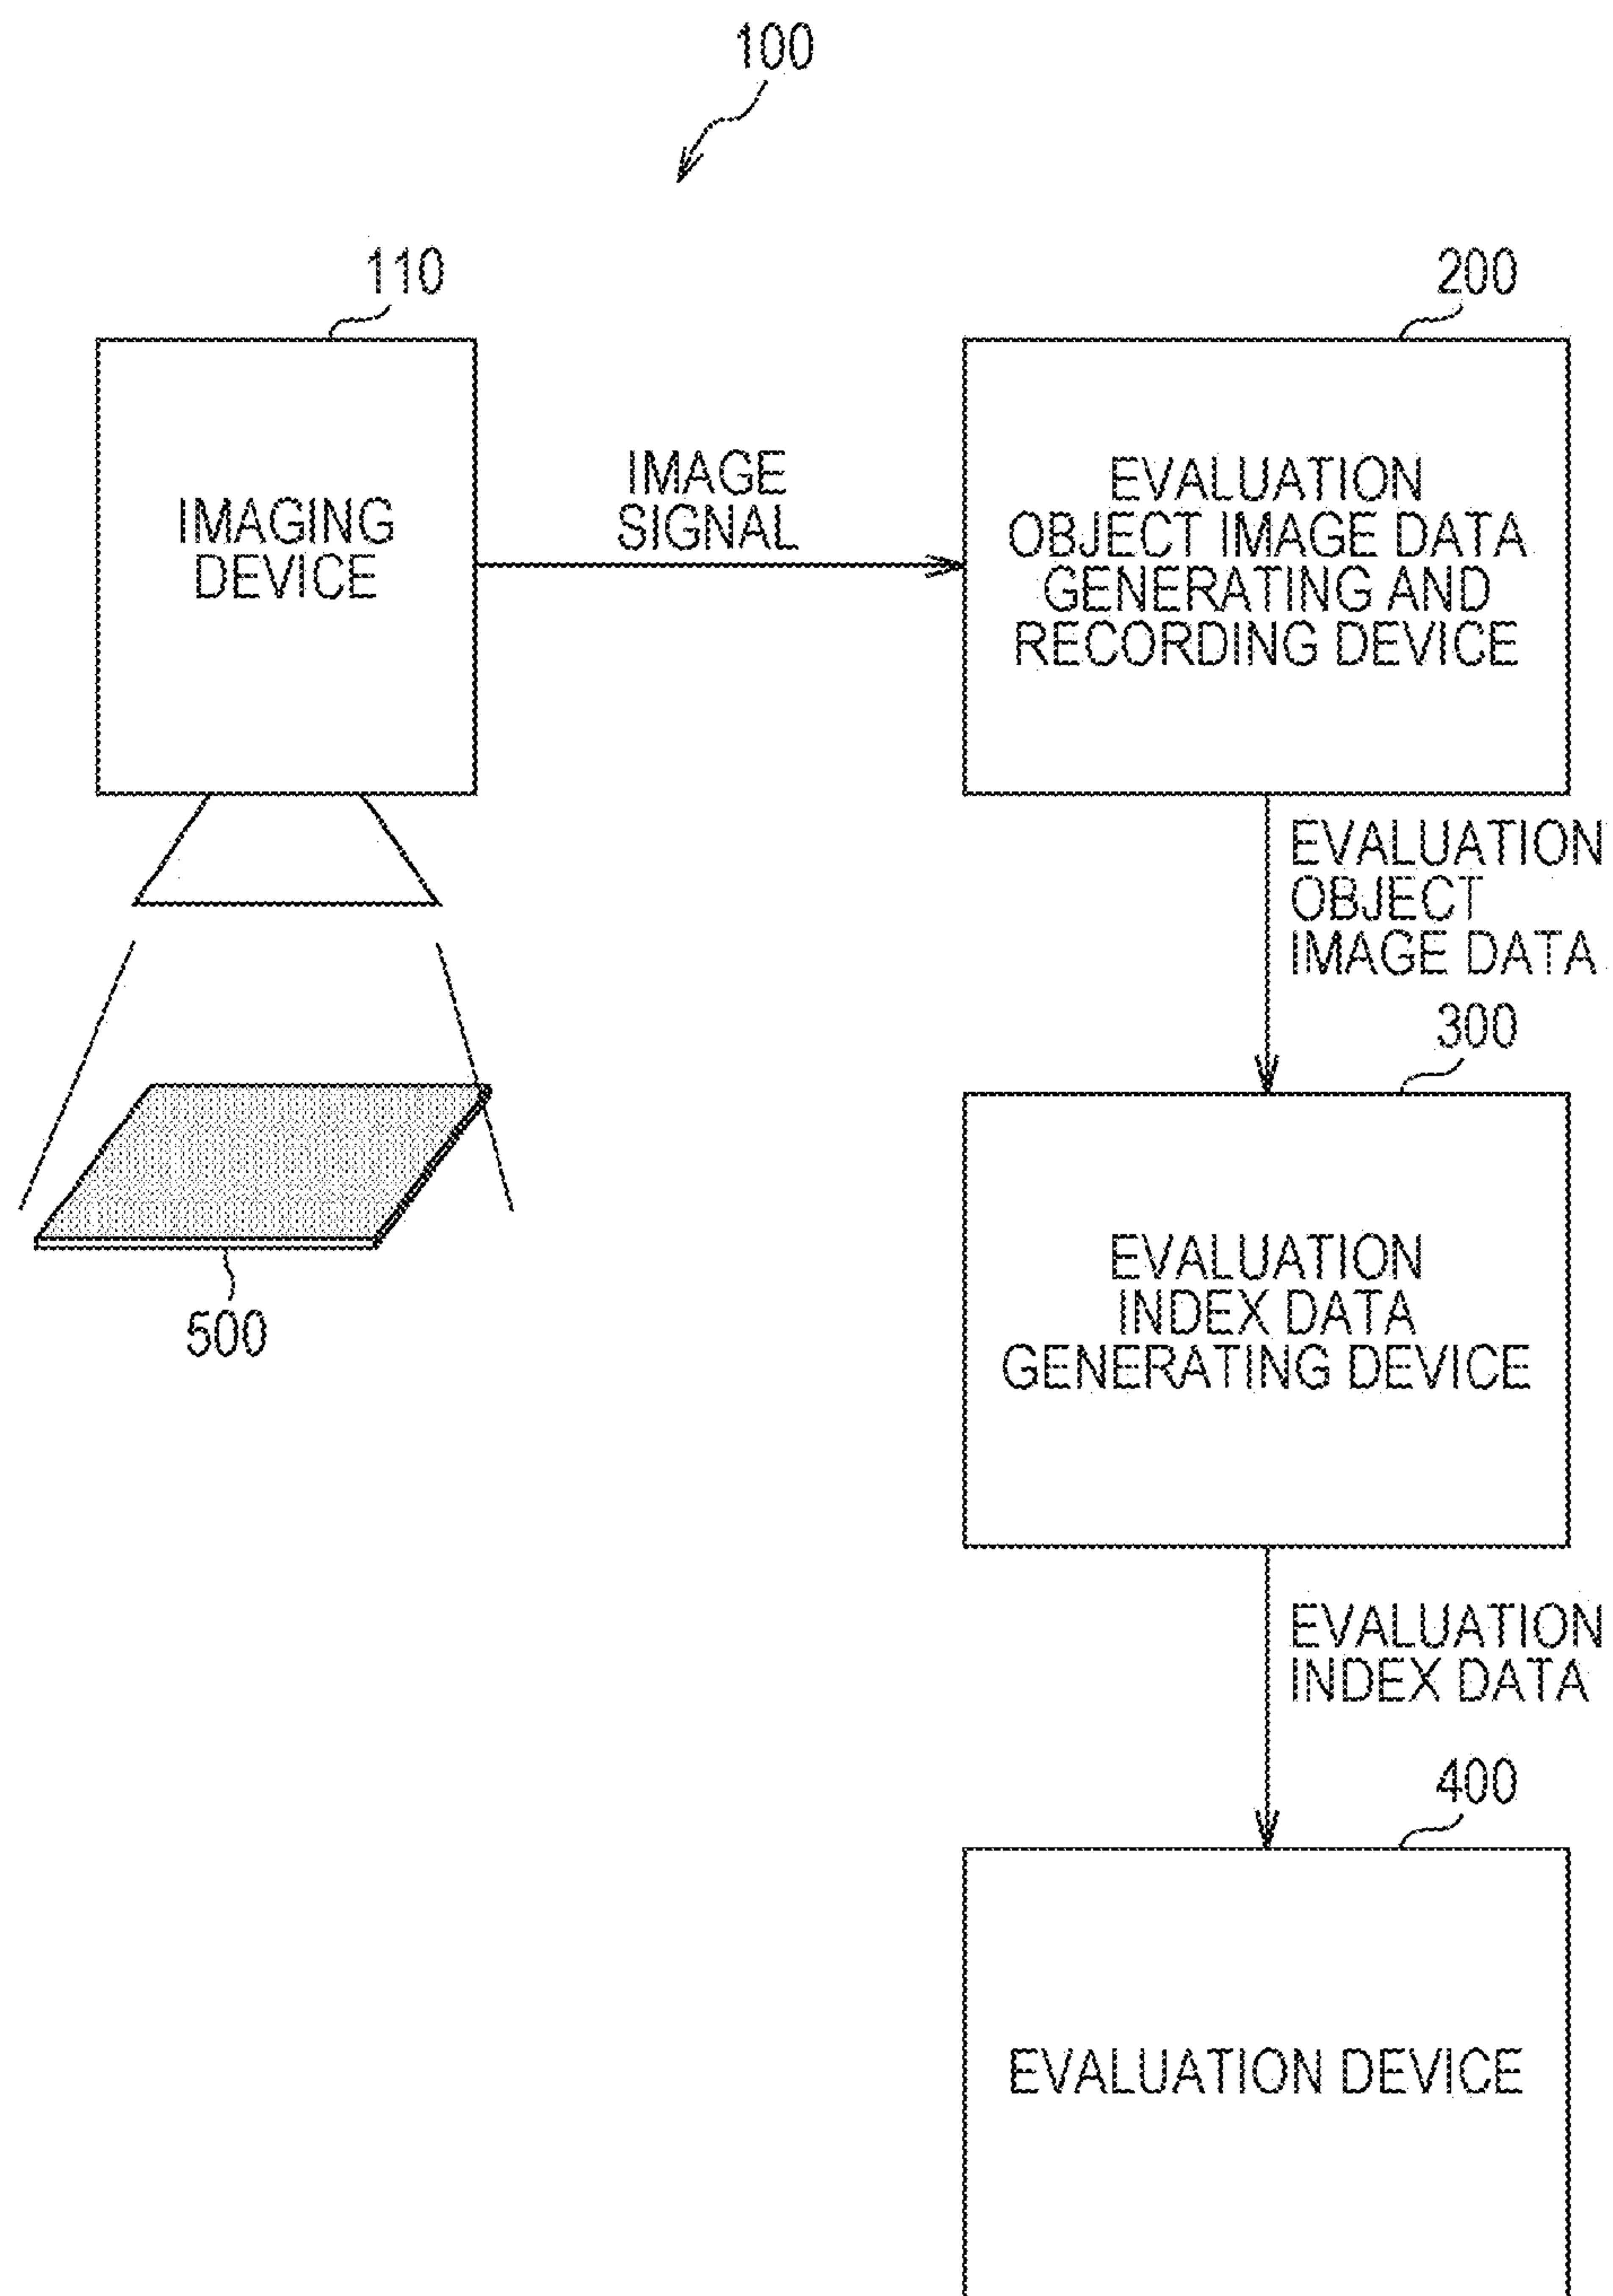 100
110
200
IMAGING
DEVICE
IMAGE
SIGNAL
EVALUATION
OBJECT IMAGE DATA
GENERATING AND
RECORDING DEVICE
EVALUATION
OBJECT
IMAGE DATA
300
500
EVALUATION
INDEX DATA
GENERATING DEVICE
EVALUATION
INDEX DATA
400
EVALUATION DEVICE